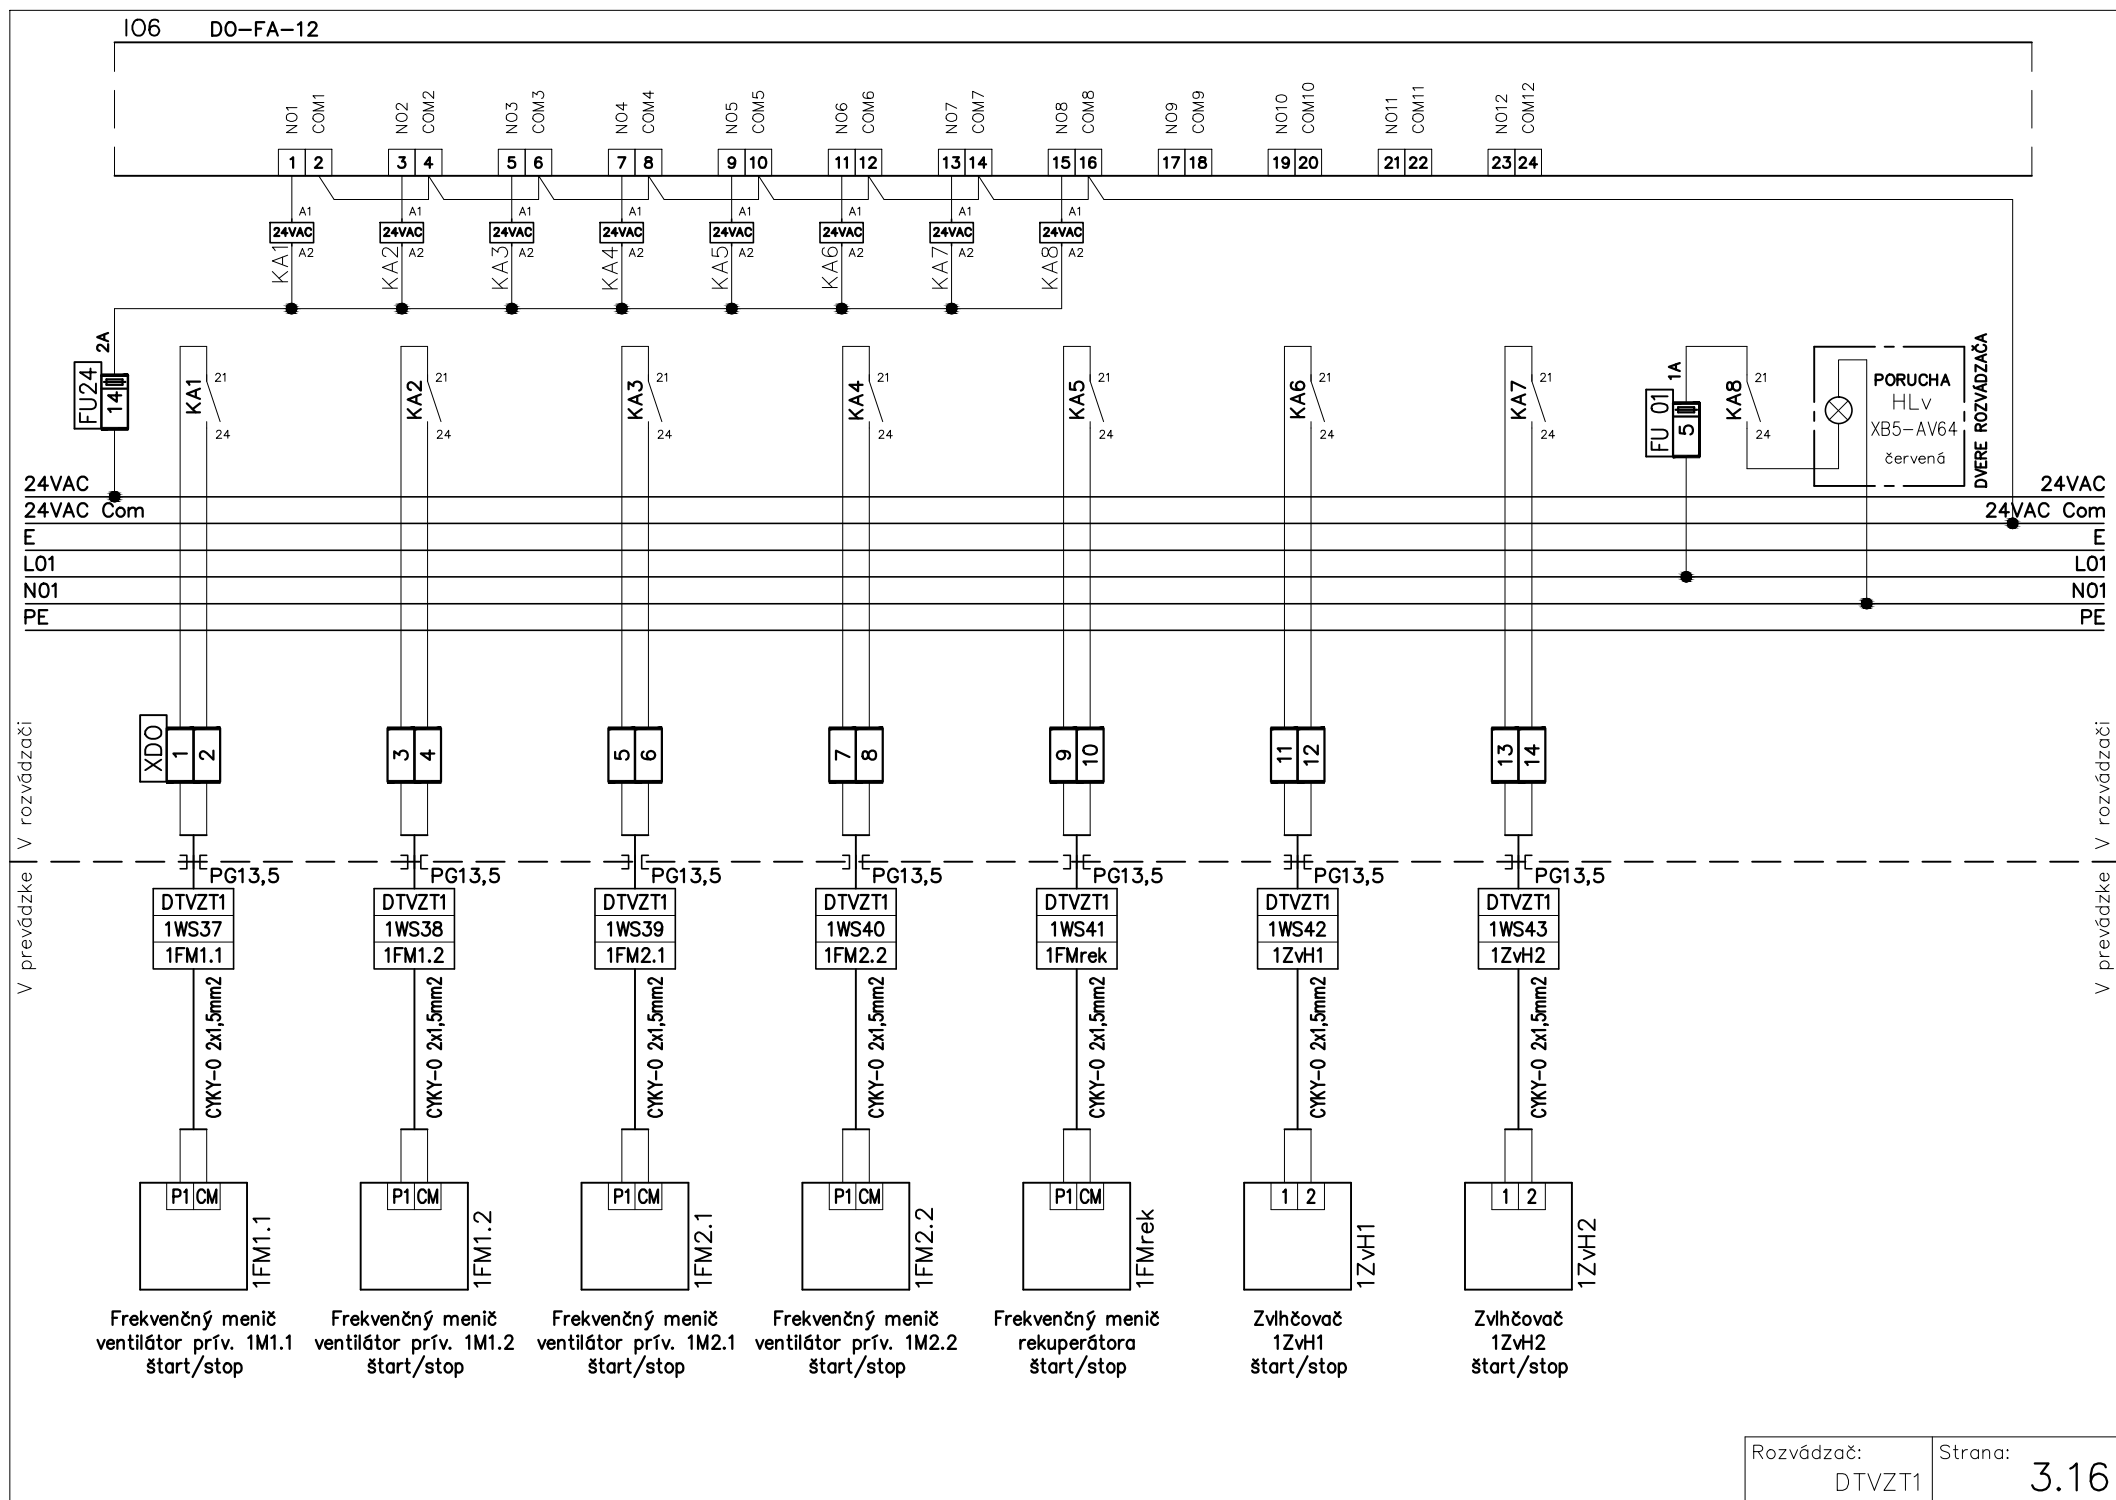 IO6 DO-FA-12
NO1 COM1 NO2 COM2 NO3 COM3 NO4 COM4 NO5 COM5 NO6 COM6 NO7 COM7 NO8 COM8 NO9 COM9 NO10 COM10 NO11 COM11 NO12 COM12
1 2 3 4 5 6 7 8 9 10 11 12 13 14 15 16 17 18 19 20 21 22 23 24
A1 A1 A1 A1 A1 A1 A1 A1
24VAC 24VAC 24VAC 24VAC 24VAC 24VAC 24VAC 24VAC
A2 A2 A2 A2 A2 A2 A2 A2
KA1 KA2 KA3 KA4 KA5 KA6 KA7 KA8
FU24 14 2A
KA1 21 24
KA2 21 24
KA3 21 24
KA4 21 24
KA5 21 24
KA6 21 24
KA7 21 24
FU 01 5 1A
KA8 21 24
PORUCHA
HLv
XB5-AV64
červená
DVERE ROZVÁDZAČA
24VAC 24VAC
24VAC Com 24VAC Com
E E
L01 L01
N01 N01
PE PE
V rozvádzači V rozvádzači
XDO 1 2 3 4 5 6 7 8 9 10 11 12 13 14
V prevádzke V prevádzke
PG13,5 PG13,5 PG13,5 PG13,5 PG13,5 PG13,5 PG13,5
DTVZT1 DTVZT1 DTVZT1 DTVZT1 DTVZT1 DTVZT1 DTVZT1
1WS37 1WS38 1WS39 1WS40 1WS41 1WS42 1WS43
1FM1.1 1FM1.2 1FM2.1 1FM2.2 1FMrek 1ZvH1 1ZvH2
CYKY-O 2x1,5mm2 CYKY-O 2x1,5mm2 CYKY-O 2x1,5mm2 CYKY-O 2x1,5mm2 CYKY-O 2x1,5mm2 CYKY-O 2x1,5mm2 CYKY-O 2x1,5mm2
P1 CM P1 CM P1 CM P1 CM P1 CM 1 2 1 2
1FM1.1 1FM1.2 1FM2.1 1FM2.2 1FMrek 1ZvH1 1ZvH2
Frekvenčný menič
ventilátor prív. 1M1.1
štart/stop
Frekvenčný menič
ventilátor prív. 1M1.2
štart/stop
Frekvenčný menič
ventilátor prív. 1M2.1
štart/stop
Frekvenčný menič
ventilátor prív. 1M2.2
štart/stop
Frekvenčný menič
rekuperátora
štart/stop
Zvlhčovač
1ZvH1
štart/stop
Zvlhčovač
1ZvH2
štart/stop
Rozvádzač:
DTVZT1
Strana:
3.16